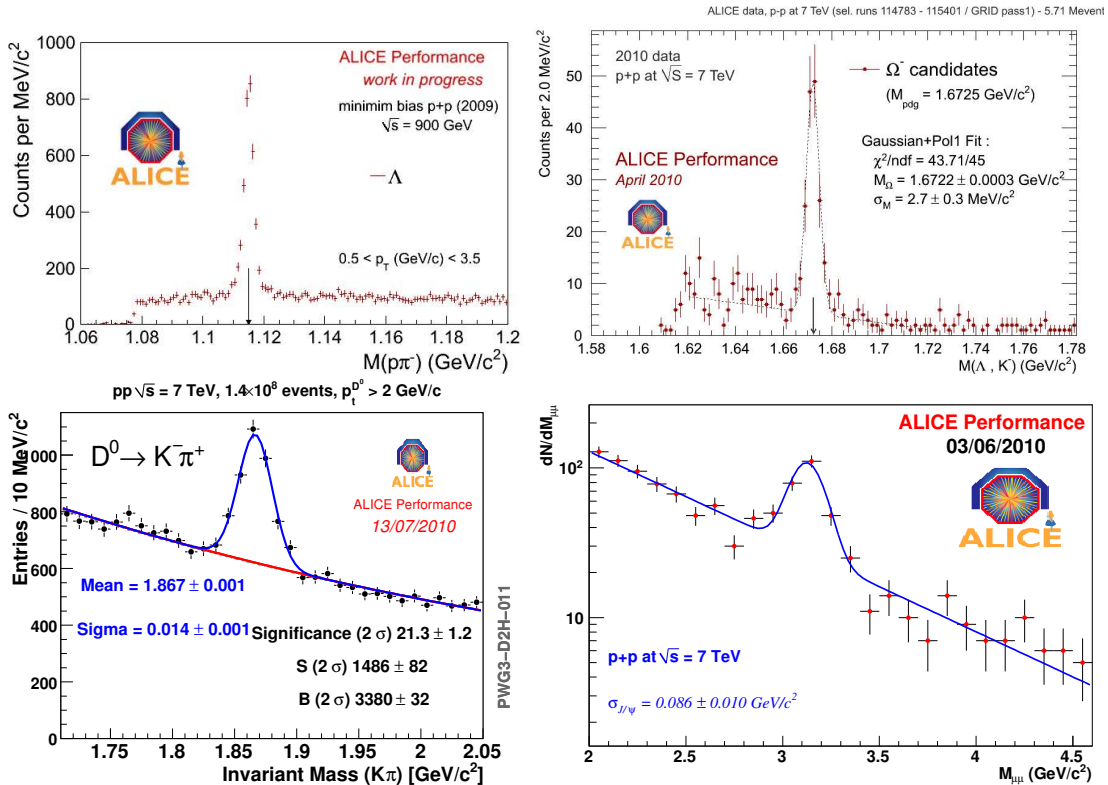 ALICE data, p-p at 7 TeV (sel. runs 114783 - 115401 / GRID pass1) - 5.71 Mevent
Counts per MeV/c²
1000
800
600
400
200
0
ALICE Performance
work in progress
minimim bias p+p (2009)
√s = 900 GeV
ALICE
Λ
0.5 < p_T (GeV/c) < 3.5
1.06 1.08 1.1 1.12 1.14 1.16 1.18 1.2
M(pπ⁻) (GeV/c²)
Counts per 2.0 MeV/c²
50
40
30
20
10
0
2010 data
p+p at √s = 7 TeV
Ω⁻ candidates
(M_pdg = 1.6725 GeV/c²)
Gaussian+Pol1 Fit :
χ²/ndf = 43.71/45
M_Ω = 1.6722 ± 0.0003 GeV/c²
σ_M = 2.7 ± 0.3 MeV/c²
ALICE Performance
April 2010
ALICE
1.58 1.6 1.62 1.64 1.66 1.68 1.7 1.72 1.74 1.76 1.78
M(Λ , K⁻) (GeV/c²)
pp √s = 7 TeV, 1.4×10⁸ events, p_t^D⁰ > 2 GeV/c
Entries / 10 MeV/c²
1000
800
600
400
200
0
D⁰→ K⁻π⁺
ALICE
ALICE Performance
13/07/2010
Mean = 1.867 ± 0.001
Sigma = 0.014 ± 0.001
Significance (2 σ) 21.3 ± 1.2
S (2 σ) 1486 ± 82
B (2 σ) 3380 ± 32
PWG3-D2H-011
1.75 1.8 1.85 1.9 1.95 2 2.05
Invariant Mass (Kπ) [GeV/c²]
dN/dM_μμ
10²
10
ALICE Performance
03/06/2010
ALICE
p+p at √s = 7 TeV
σ_J/ψ = 0.086 ± 0.010 GeV/c²
2 2.5 3 3.5 4 4.5
M_μμ (GeV/c²)